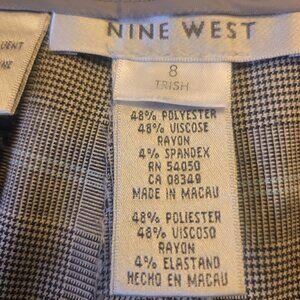 NINE WEST
8
TRISH
48% POLYESTER
48% VISCOSE
RAYON
4% SPANDEX
RN 54050
CA 08349
MADE IN MACAU
48% POLIESTER
48% VISCOSO
RAYON
4% ELASTANO
HECHO EN MACAU